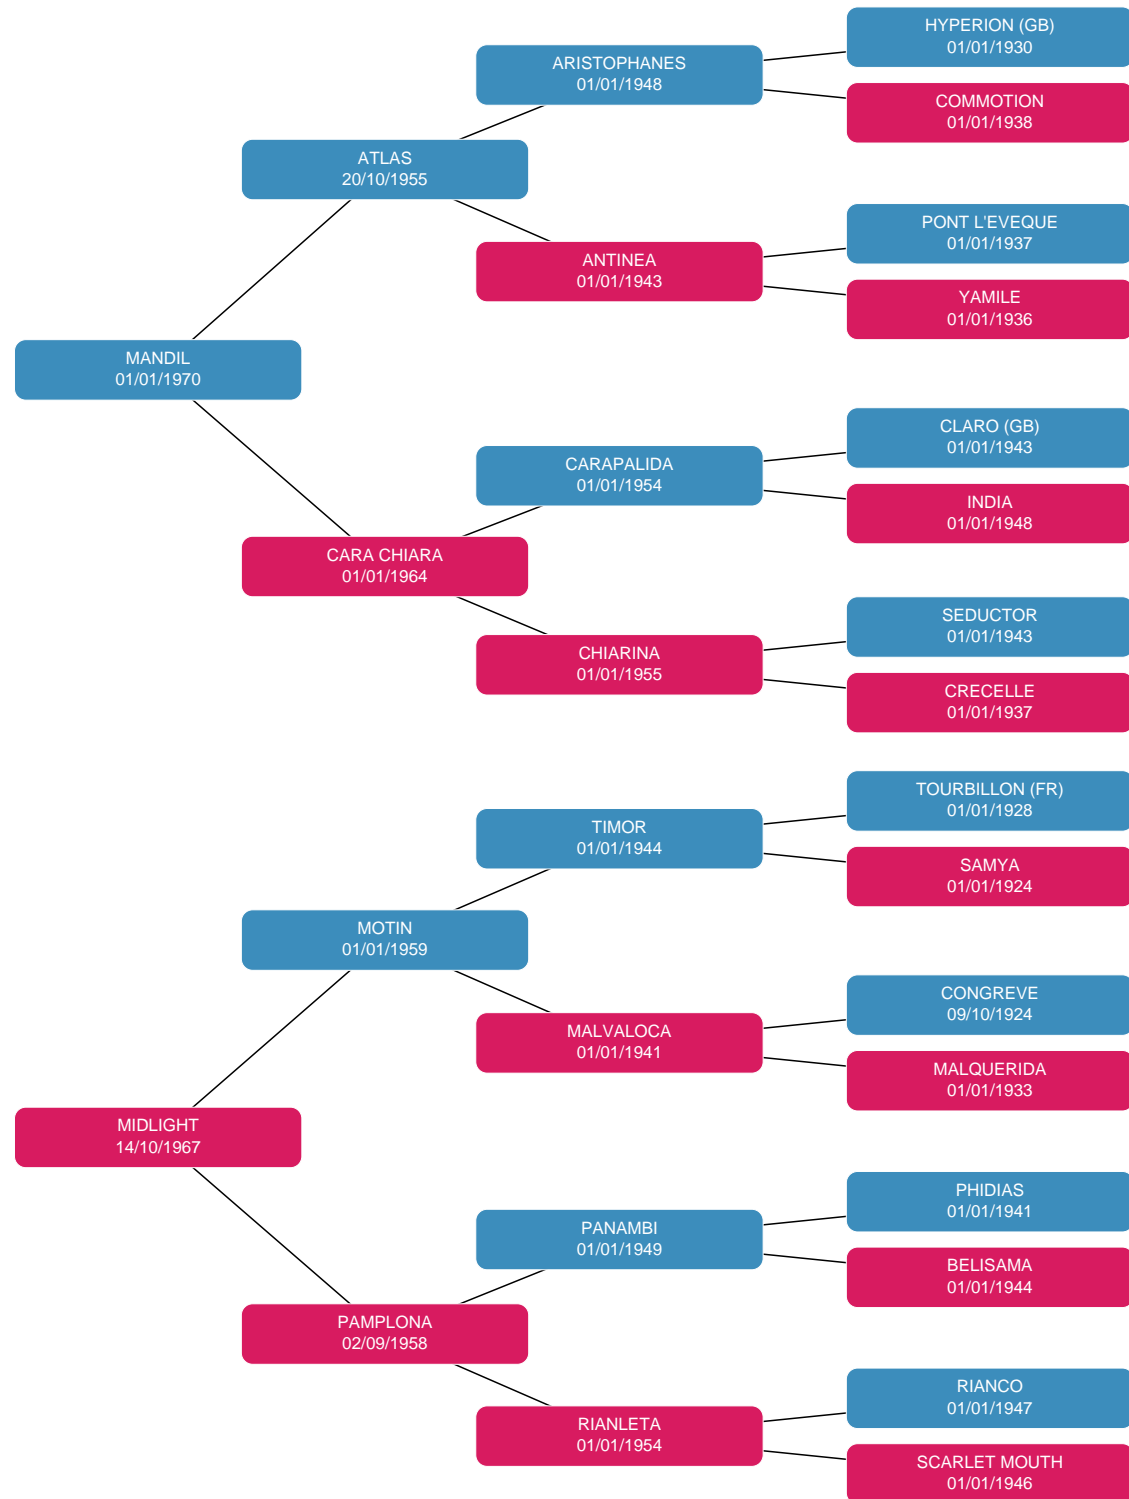 HYPERION (GB)
01/01/1930
ARISTOPHANES
01/01/1948
COMMOTION
01/01/1938
ATLAS
20/10/1955
PONT L'EVEQUE
01/01/1937
ANTINEA
01/01/1943
YAMILE
01/01/1936
MANDIL
01/01/1970
CLARO (GB)
01/01/1943
CARAPALIDA
01/01/1954
INDIA
01/01/1948
CARA CHIARA
01/01/1964
SEDUCTOR
01/01/1943
CHIARINA
01/01/1955
CRECELLE
01/01/1937
TOURBILLON (FR)
01/01/1928
TIMOR
01/01/1944
SAMYA
01/01/1924
MOTIN
01/01/1959
CONGREVE
09/10/1924
MALVALOCA
01/01/1941
MALQUERIDA
01/01/1933
MIDLIGHT
14/10/1967
PHIDIAS
01/01/1941
PANAMBI
01/01/1949
BELISAMA
01/01/1944
PAMPLONA
02/09/1958
RIANCO
01/01/1947
RIANLETA
01/01/1954
SCARLET MOUTH
01/01/1946